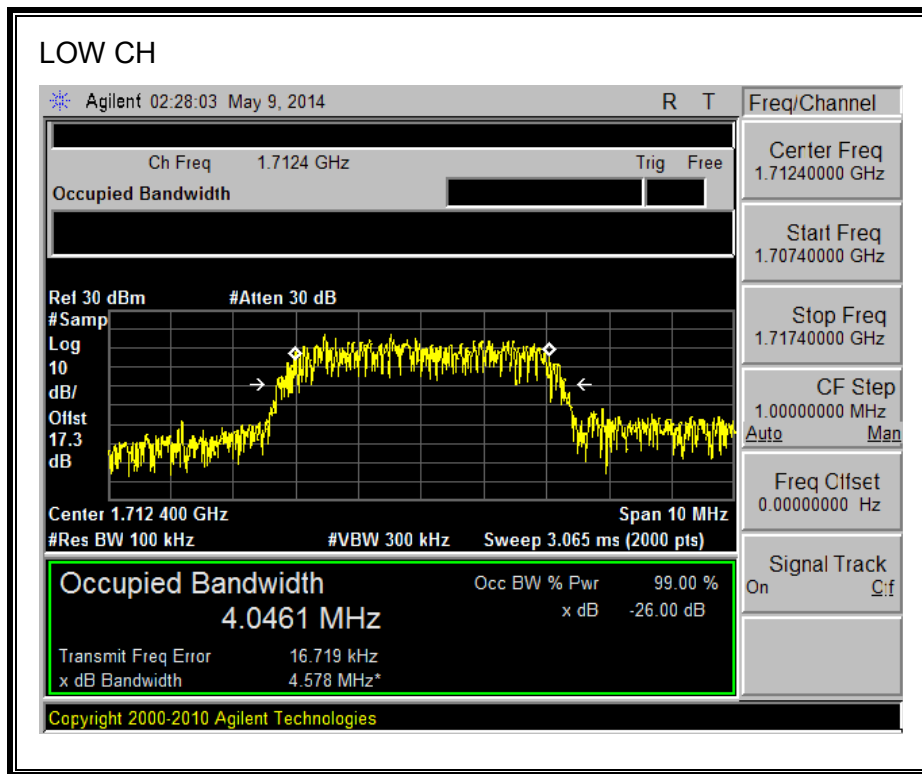 LOW CH
Agilent 02:28:03 May 9, 2014 R T
Freq/Channel
Ch Freq 1.7124 GHz Trig Free
Occupied Bandwidth
Center Freq
1.71240000 GHz
Start Freq
1.70740000 GHz
Stop Freq
1.71740000 GHz
CF Step
1.00000000 MHz
Auto Man
Freq Offset
0.00000000 Hz
Signal Track
On Off
Ref 30 dBm #Atten 30 dB
#Samp
Log
10
dB/
Offst
17.3
dB
Center 1.712 400 GHz Span 10 MHz
#Res BW 100 kHz #VBW 300 kHz Sweep 3.065 ms (2000 pts)
Occupied Bandwidth Occ BW % Pwr 99.00 %
4.0461 MHz x dB -26.00 dB
Transmit Freq Error 16.719 kHz
x dB Bandwidth 4.578 MHz*
Copyright 2000-2010 Agilent Technologies